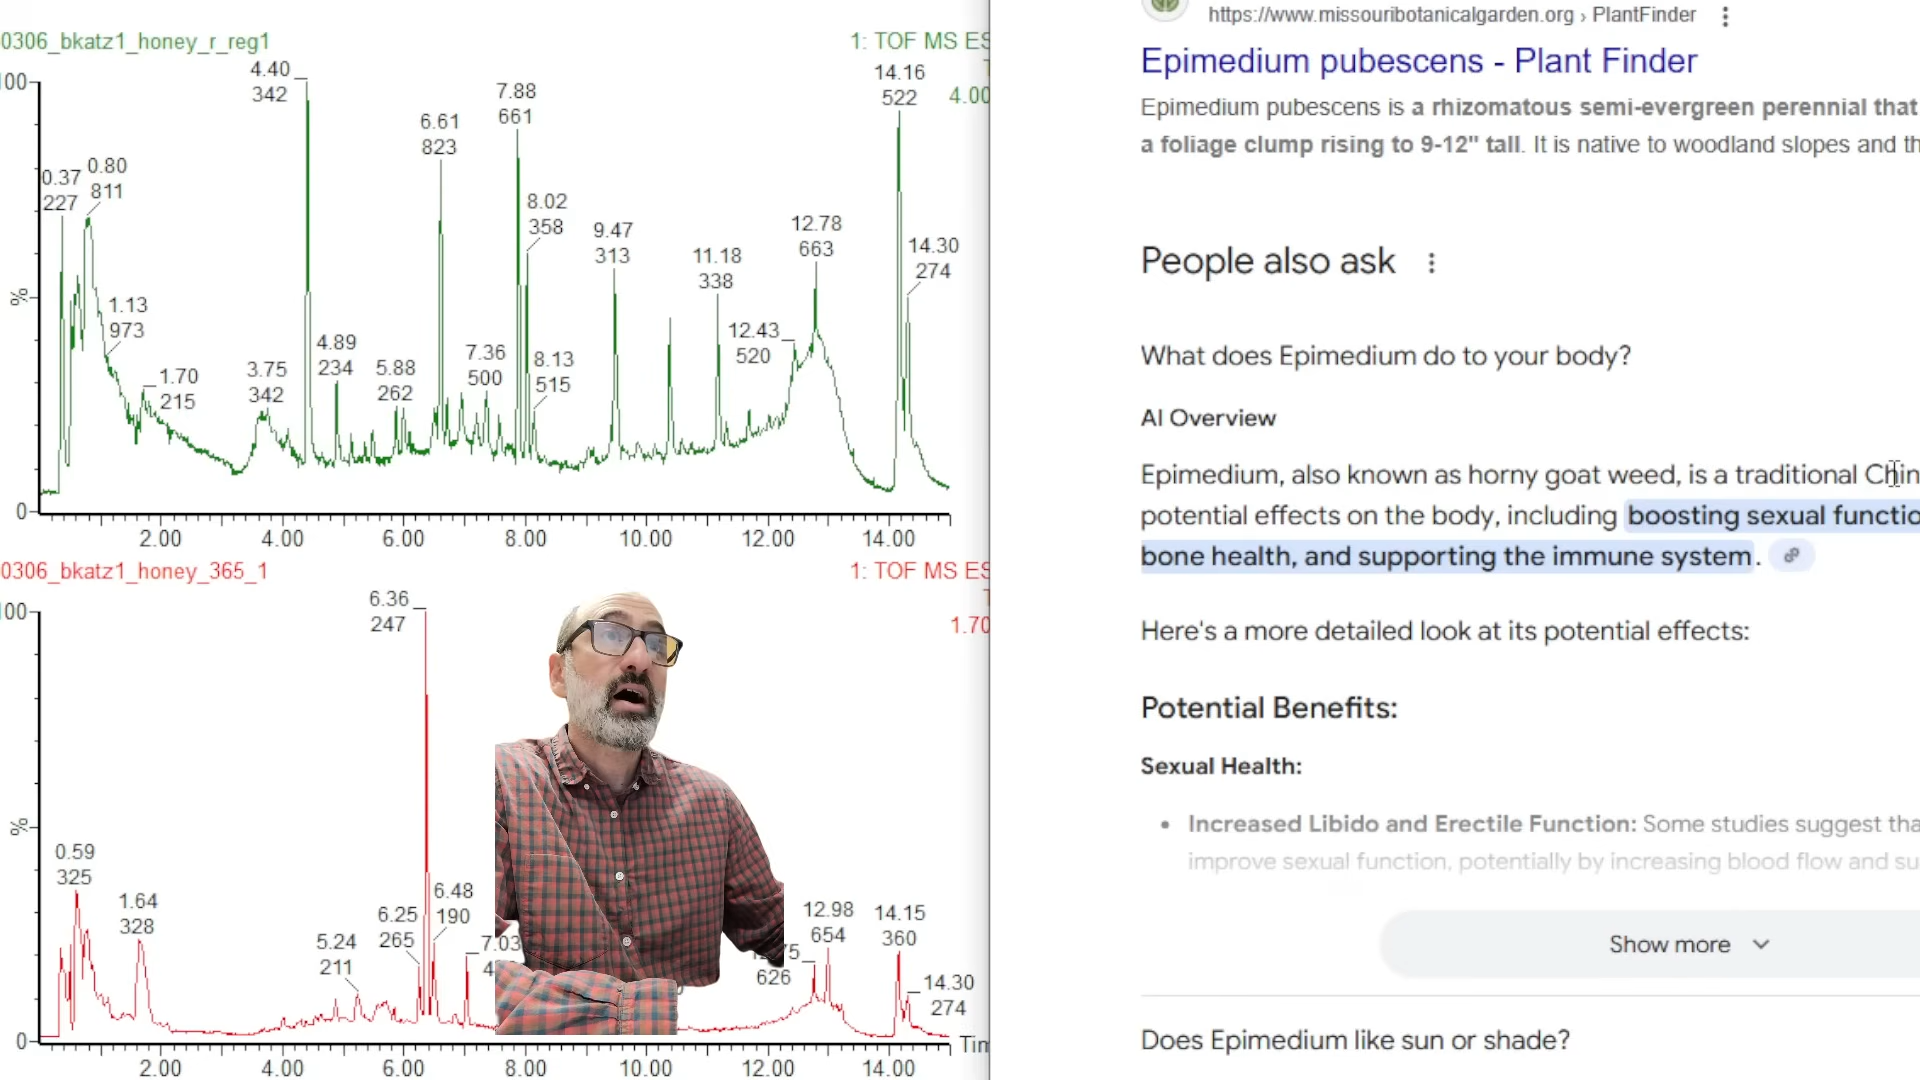 0306_bkatz1_honey_r_reg1
1: TOF MS ES
4.00
4.40
342
14.16
522
7.88
661
6.61
823
0.37
227
0.80
811
8.02
358
9.47
313
12.78
663
11.18
338
14.30
274
1.13
973
12.43
520
4.89
234
7.36
500
8.13
515
3.75
342
5.88
262
1.70
215
%
0
2.00 4.00 6.00 8.00 10.00 12.00 14.00
0306_bkatz1_honey_365_1
1: TOF MS ES
1.70
6.36
247
0.59
325
1.64
328
6.48
190
6.25
265
5.24
211
7.03
12.98
654
14.15
360
626
14.30
274
%
0
2.00 4.00 6.00 8.00 10.00 12.00 14.00
https://www.missouribotanicalgarden.org › PlantFinder
Epimedium pubescens - Plant Finder
Epimedium pubescens is a rhizomatous semi-evergreen perennial that
a foliage clump rising to 9-12" tall. It is native to woodland slopes and th
People also ask
What does Epimedium do to your body?
AI Overview
Epimedium, also known as horny goat weed, is a traditional Chin
potential effects on the body, including boosting sexual functio
bone health, and supporting the immune system.
Here's a more detailed look at its potential effects:
Potential Benefits:
Sexual Health:
• Increased Libido and Erectile Function: Some studies suggest tha
improve sexual function, potentially by increasing blood flow and su
Show more
Does Epimedium like sun or shade?